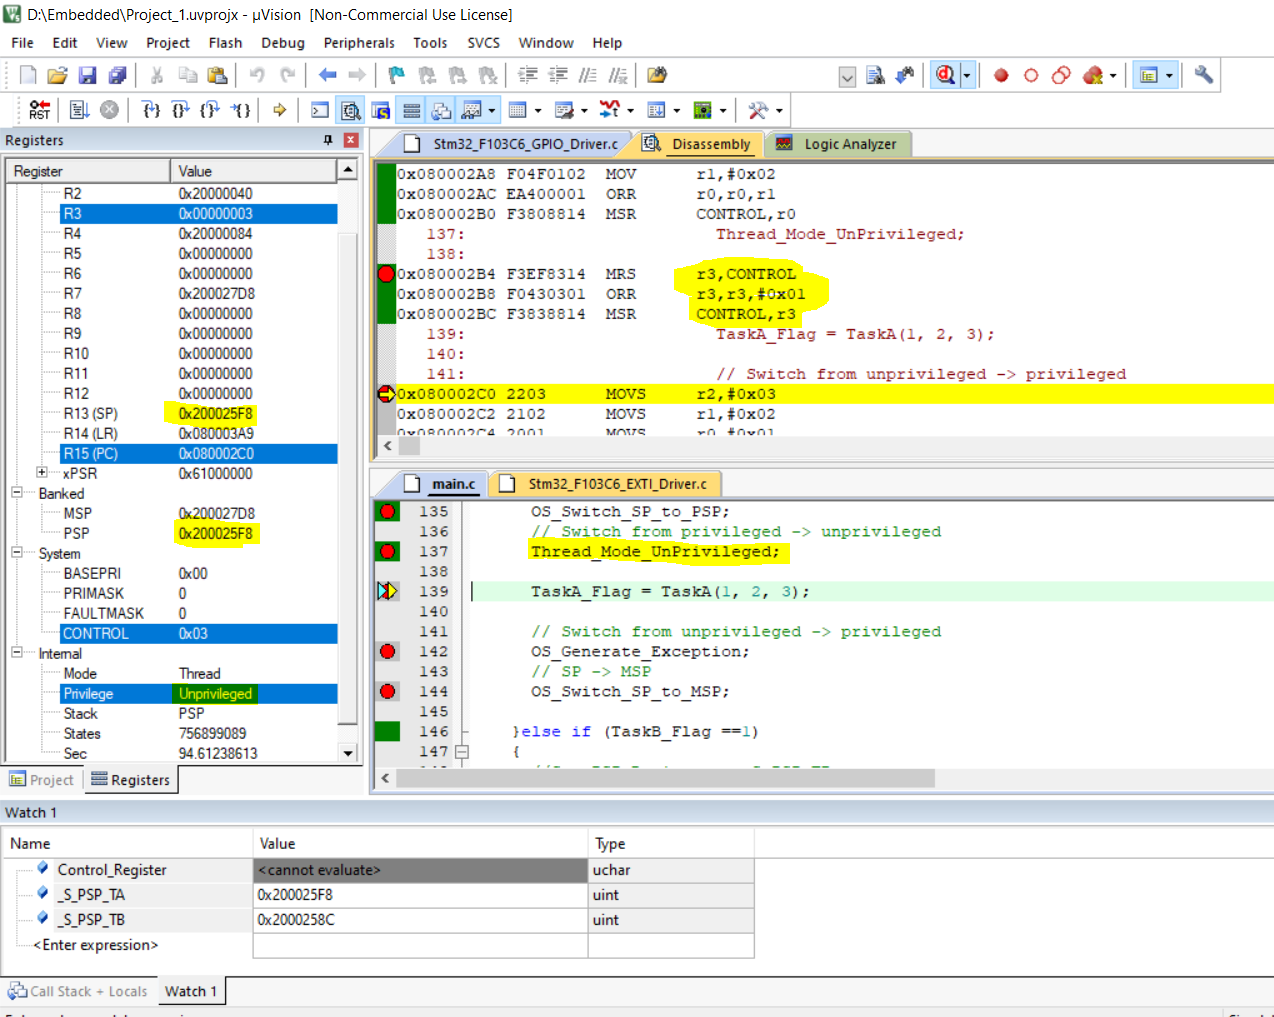 D:\Embedded\Project_1.uvprojx - µVision  [Non-Commercial Use License]
File Edit View Project Flash Debug Peripherals Tools SVCS Window Help
RST
Registers
Register Value
R2 0x20000040
R3 0x00000003
R4 0x20000084
R5 0x00000000
R6 0x00000000
R7 0x200027D8
R8 0x00000000
R9 0x00000000
R10 0x00000000
R11 0x00000000
R12 0x00000000
R13 (SP) 0x200025F8
R14 (LR) 0x080003A9
R15 (PC) 0x080002C0
xPSR 0x61000000
Banked
MSP 0x200027D8
PSP 0x200025F8
System
BASEPRI 0x00
PRIMASK 0
FAULTMASK 0
CONTROL 0x03
Internal
Mode Thread
Privilege Unprivileged
Stack PSP
States 756899089
Sec 94.61238613
Project Registers
Stm32_F103C6_GPIO_Driver.c Disassembly Logic Analyzer
0x080002A8 F04F0102 MOV r1,#0x02
0x080002AC EA400001 ORR r0,r0,r1
0x080002B0 F3808814 MSR CONTROL,r0
137: Thread_Mode_UnPrivileged;
138:
0x080002B4 F3EF8314 MRS r3,CONTROL
0x080002B8 F0430301 ORR r3,r3,#0x01
0x080002BC F3838814 MSR CONTROL,r3
139: TaskA_Flag = TaskA(1, 2, 3);
140:
141: // Switch from unprivileged -> privileged
0x080002C0 2203 MOVS r2,#0x03
0x080002C2 2102 MOVS r1,#0x02
0x080002C4 2001 MOVS r0,#0x01
main.c Stm32_F103C6_EXTI_Driver.c
135 OS_Switch_SP_to_PSP;
136 // Switch from privileged -> unprivileged
137 Thread_Mode_UnPrivileged;
138
139 TaskA_Flag = TaskA(1, 2, 3);
140
141 // Switch from unprivileged -> privileged
142 OS_Generate_Exception;
143 // SP -> MSP
144 OS_Switch_SP_to_MSP;
145
146 }else if (TaskB_Flag ==1)
147 {
Watch 1
Name Value Type
Control_Register <cannot evaluate> uchar
_S_PSP_TA 0x200025F8 uint
_S_PSP_TB 0x2000258C uint
<Enter expression>
Call Stack + Locals Watch 1